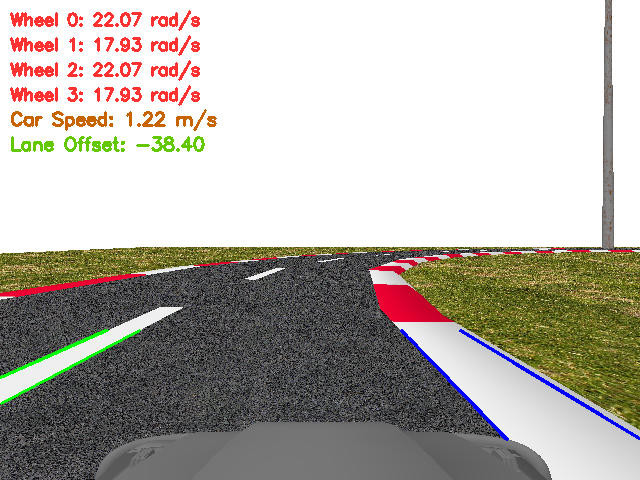 Wheel 0: 22.07 rad/s
Wheel 1: 17.93 rad/s
Wheel 2: 22.07 rad/s
Wheel 3: 17.93 rad/s
Car Speed: 1.22 m/s
Lane Offset: -38.40